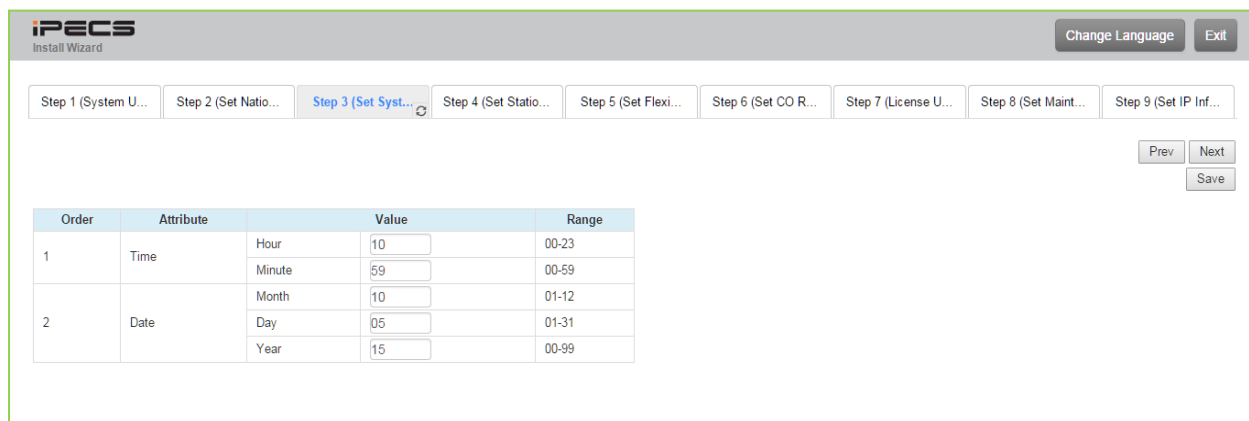 iPECS
Install Wizard
Change Language
Exit
Step 1 (System U...
Step 2 (Set Natio...
Step 3 (Set Syst...
Step 4 (Set Statio...
Step 5 (Set Flexi...
Step 6 (Set CO R...
Step 7 (License U...
Step 8 (Set Maint...
Step 9 (Set IP Inf...
Prev Next
Save
Order Attribute Value Range
1 Time Hour 10 00-23
Minute 59 00-59
2 Date Month 10 01-12
Day 05 01-31
Year 15 00-99